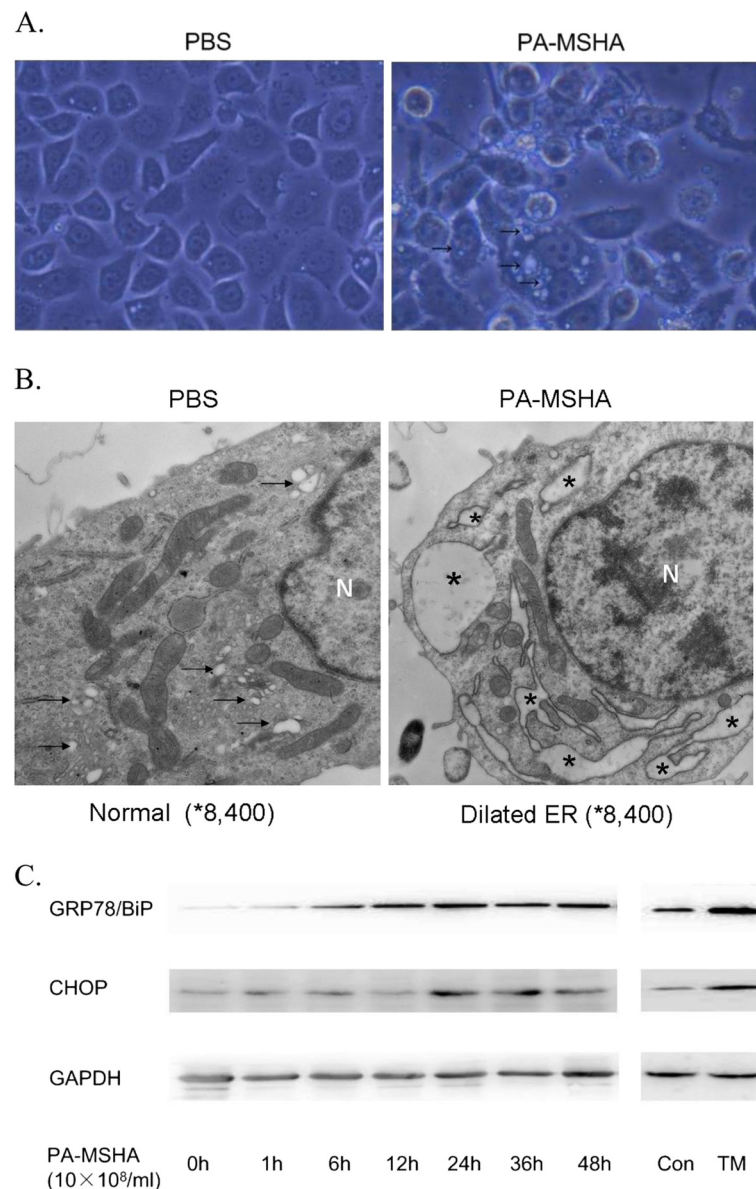 A.
PBS PA-MSHA
B.
PBS PA-MSHA
N N
Normal (*8,400) Dilated ER (*8,400)
C.
GRP78/BiP
CHOP
GAPDH
PA-MSHA 0h 1h 6h 12h 24h 36h 48h Con TM
(10×10⁸/ml)